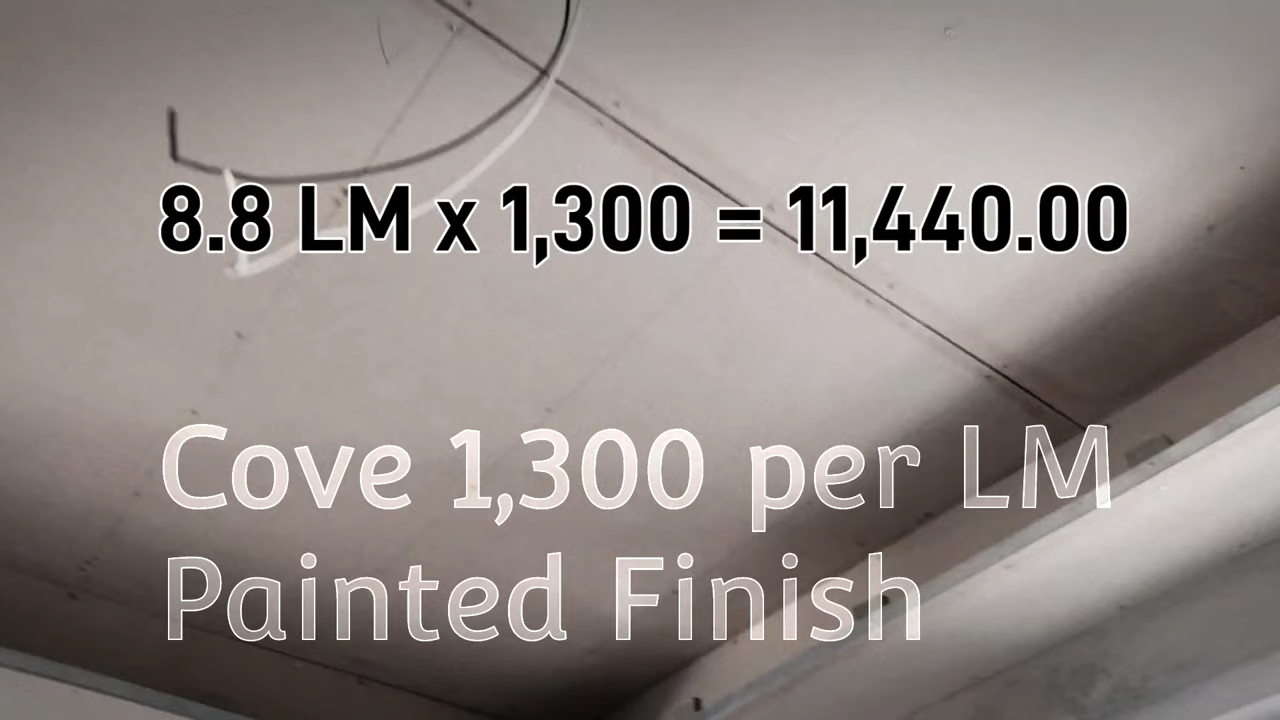 8.8 LM x 1,300 = 11,440.00
Cove 1,300 per LM
Painted Finish